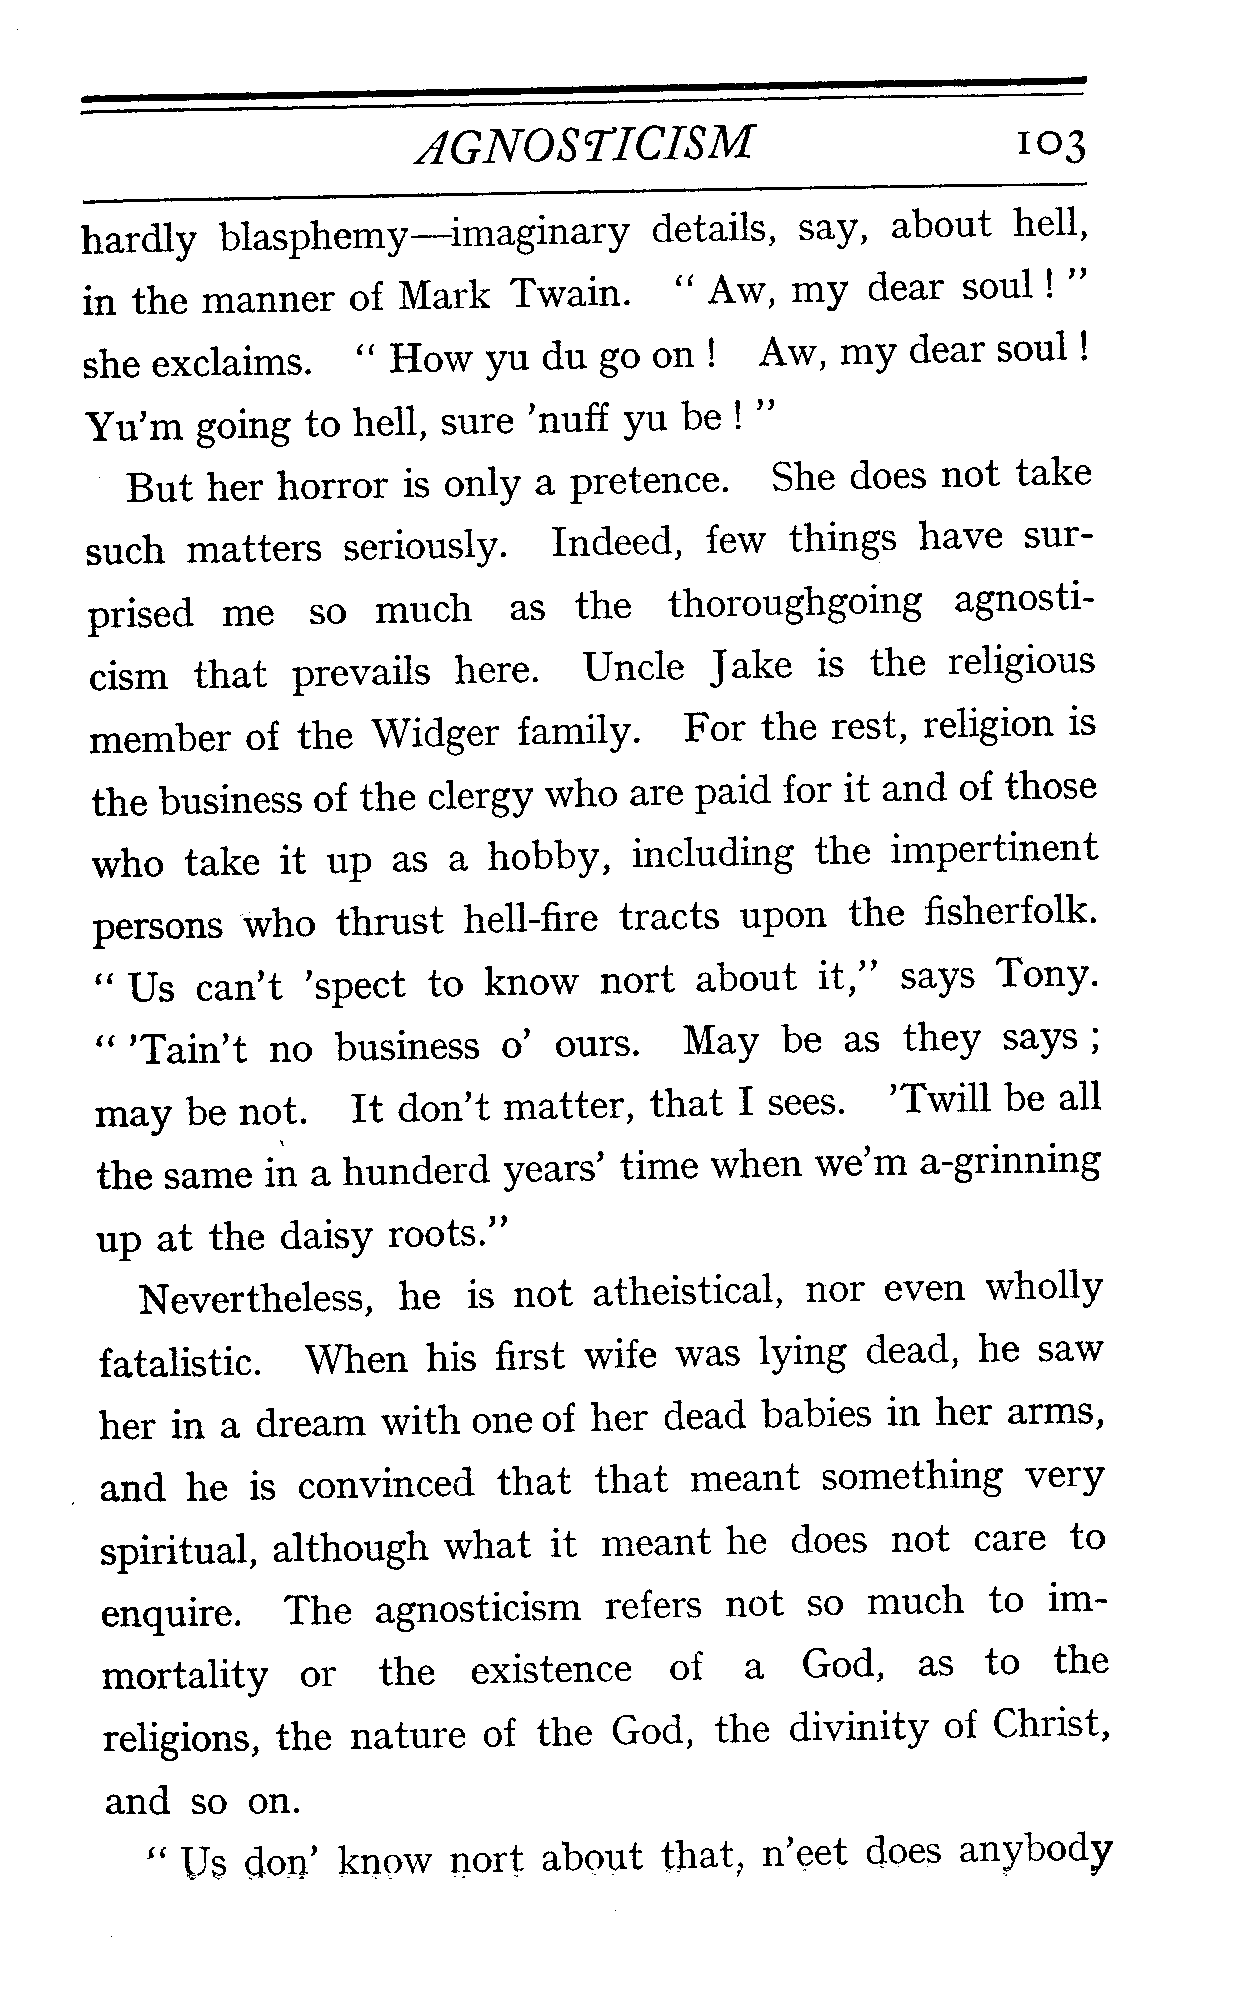 AGNOSTICISM 103
hardly blasphemy—imaginary details, say, about hell,
in the manner of Mark Twain. “ Aw, my dear soul ! ”
she exclaims. “ How yu du go on ! Aw, my dear soul !
Yu’m going to hell, sure ’nuff yu be ! ”
But her horror is only a pretence. She does not take
such matters seriously. Indeed, few things have sur-
prised me so much as the thoroughgoing agnosti-
cism that prevails here. Uncle Jake is the religious
member of the Widger family. For the rest, religion is
the business of the clergy who are paid for it and of those
who take it up as a hobby, including the impertinent
persons who thrust hell-fire tracts upon the fisherfolk.
“ Us can’t ’spect to know nort about it,” says Tony.
“ ’Tain’t no business o’ ours. May be as they says ;
may be not. It don’t matter, that I sees. ’Twill be all
the same in a hunderd years’ time when we’m a-grinning
up at the daisy roots.”
Nevertheless, he is not atheistical, nor even wholly
fatalistic. When his first wife was lying dead, he saw
her in a dream with one of her dead babies in her arms,
and he is convinced that that meant something very
spiritual, although what it meant he does not care to
enquire. The agnosticism refers not so much to im-
mortality or the existence of a God, as to the
religions, the nature of the God, the divinity of Christ,
and so on.
“ Us don’ know nort about that, n’eet does anybody